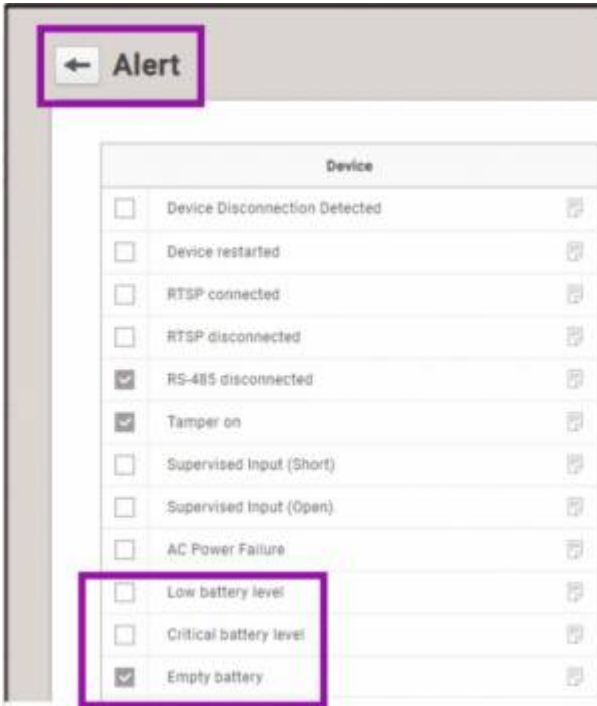 Alert
Device
Device Disconnection Detected
Device restarted
RTSP connected
RTSP disconnected
RS-485 disconnected
Tamper on
Supervised Input (Short)
Supervised Input (Open)
AC Power Failure
Low battery level
Critical battery level
Empty battery